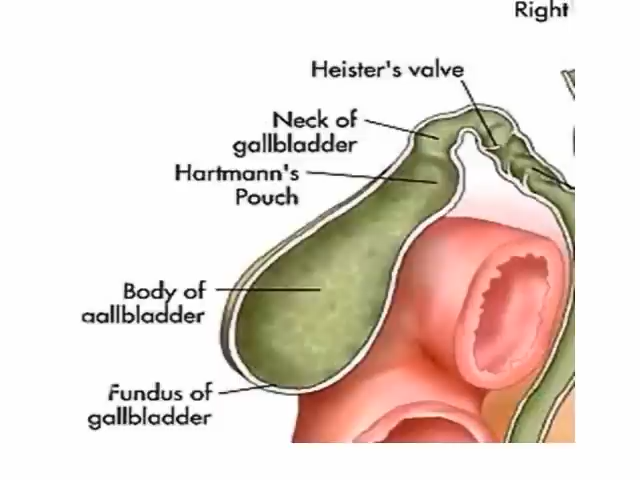 Right
Heister's valve
Neck of
gallbladder
Hartmann's
Pouch
Body of
aallbladder
Fundus of
gallbladder